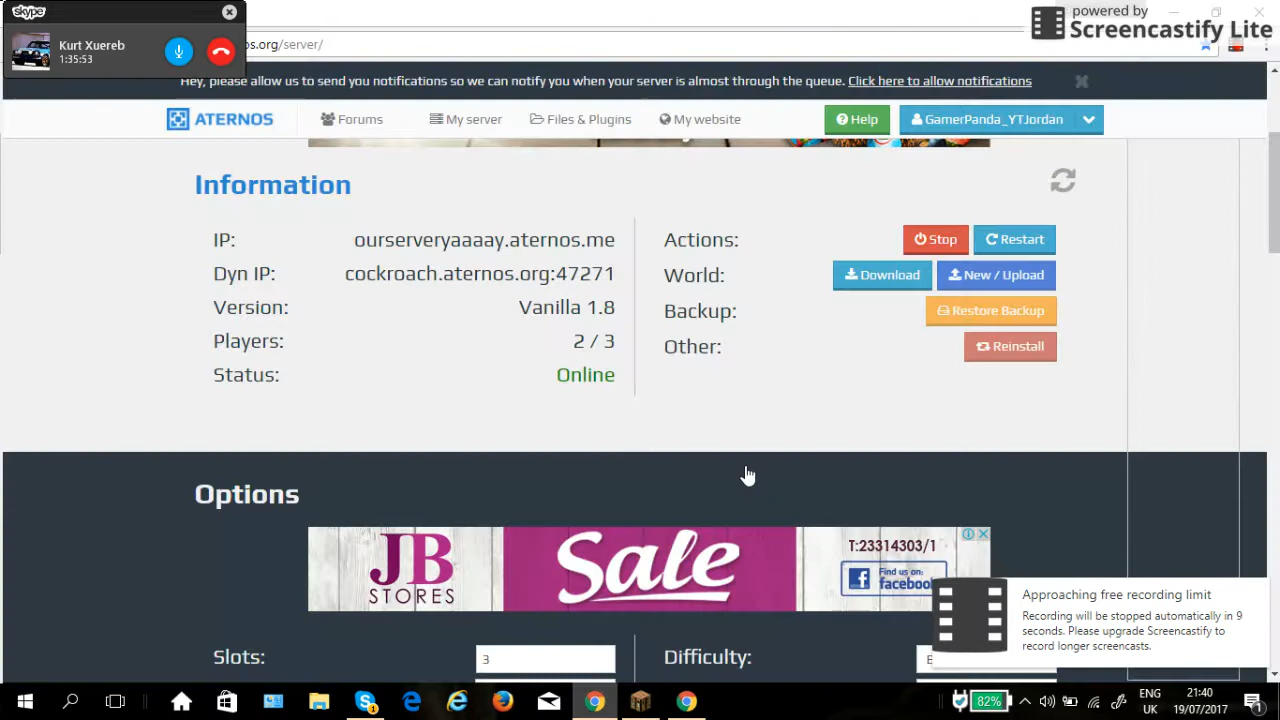 skype
Kurt Xuereb
1:35:53
os.org/server/
powered by
Screencastify Lite
Hey, please allow us to send you notifications so we can notify you when your server is almost through the queue. Click here to allow notifications
ATERNOS
Forums
My server
Files & Plugins
My website
Help
GamerPanda_YTJordan
Information
IP: ourserveryaaaay.aternos.me
Dyn IP: cockroach.aternos.org:47271
Version: Vanilla 1.8
Players: 2 / 3
Status: Online
Actions: Stop Restart
World: Download New / Upload
Backup: Restore Backup
Other: Reinstall
Options
JB
STORES
Sale
T:23314303/1
Find us on:
facebook
Approaching free recording limit
Recording will be stopped automatically in 9
seconds. Please upgrade Screencastify to
record longer screencasts.
Slots: 3
Difficulty: E
82%
ENG
UK
21:40
19/07/2017